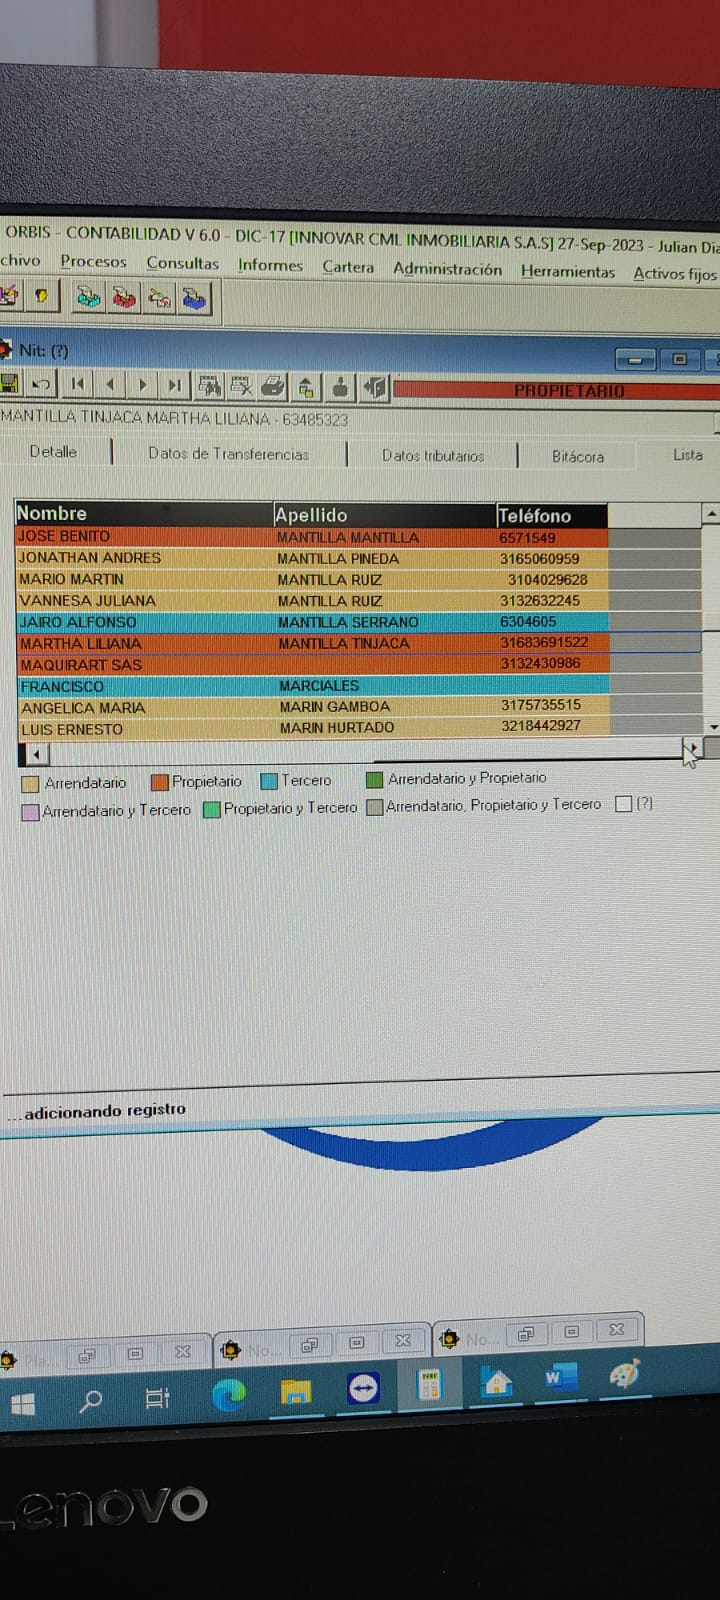 ORBIS - CONTABILIDAD V 6.0 - DIC-17 [INNOVAR CML INMOBILIARIA S.A.S] 27-Sep-2023 - Julian Dia
chivo Procesos Consultas Informes Cartera Administración Herramientas Activos fijos
Nit: (?)
PROPIETARIO
MANTILLA TINJACA MARTHA LILIANA - 63485323
Detalle Datos de Transferencias Datos tributarios Bitácora Lista
Nombre Apellido Teléfono
JOSE BENITO MANTILLA MANTILLA 6571549
JONATHAN ANDRES MANTILLA PINEDA 3165060959
MARIO MARTIN MANTILLA RUIZ 3104029628
VANNESA JULIANA MANTILLA RUIZ 3132632245
JAIRO ALFONSO MANTILLA SERRANO 6304605
MARTHA LILIANA MANTILLA TINJACA 31683691522
MAQUIRART SAS 3132430986
FRANCISCO MARCIALES
ANGELICA MARIA MARIN GAMBOA 3175735515
LUIS ERNESTO MARIN HURTADO 3218442927
Arrendatario Propietario Tercero Arrendatario y Propietario
Arrendatario y Tercero Propietario y Tercero Arrendatario, Propietario y Tercero (?)
...adicionando registro
Pla... No... No...
Lenovo